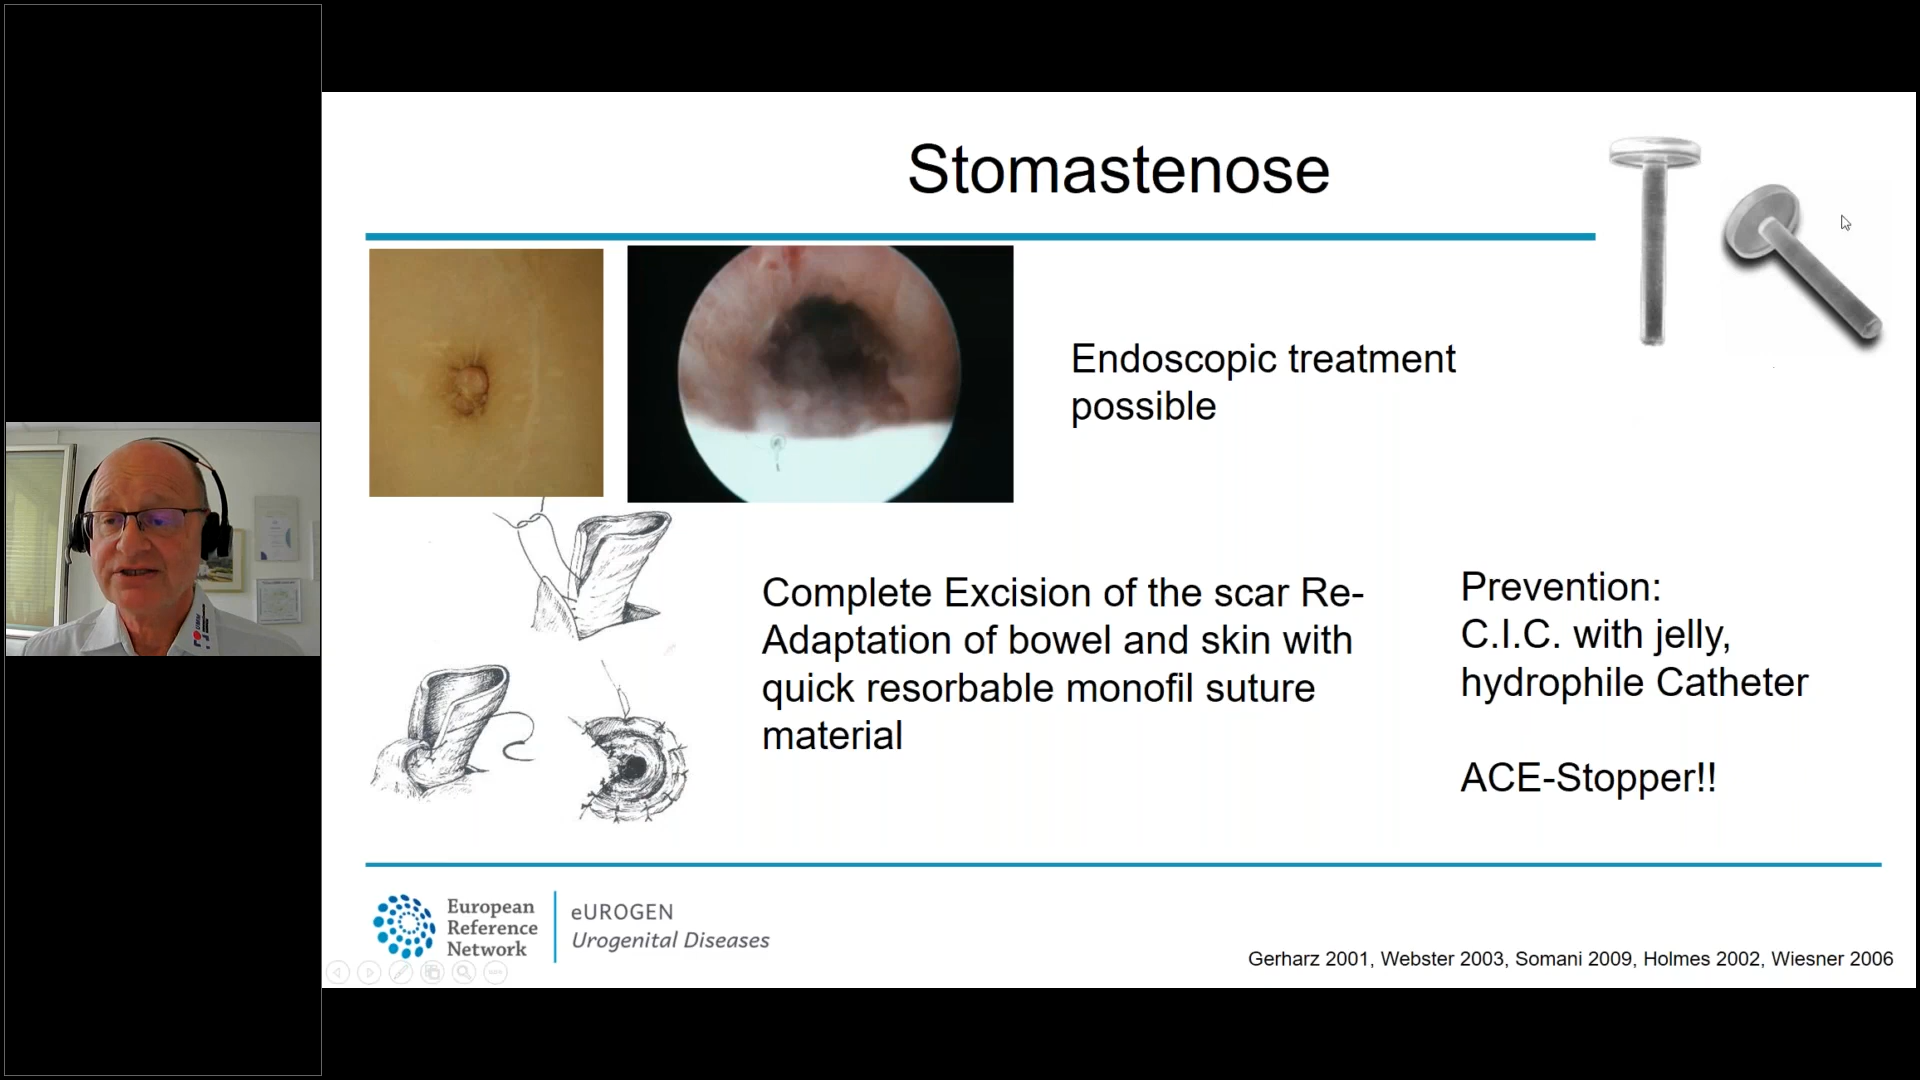 Stomastenose
Endoscopic treatment
possible
Complete Excision of the scar Re-
Adaptation of bowel and skin with
quick resorbable monofil suture
material
Prevention:
C.I.C. with jelly,
hydrophile Catheter
ACE-Stopper!!
European
Reference
Network
eUROGEN
Urogenital Diseases
Gerharz 2001, Webster 2003, Somani 2009, Holmes 2002, Wiesner 2006